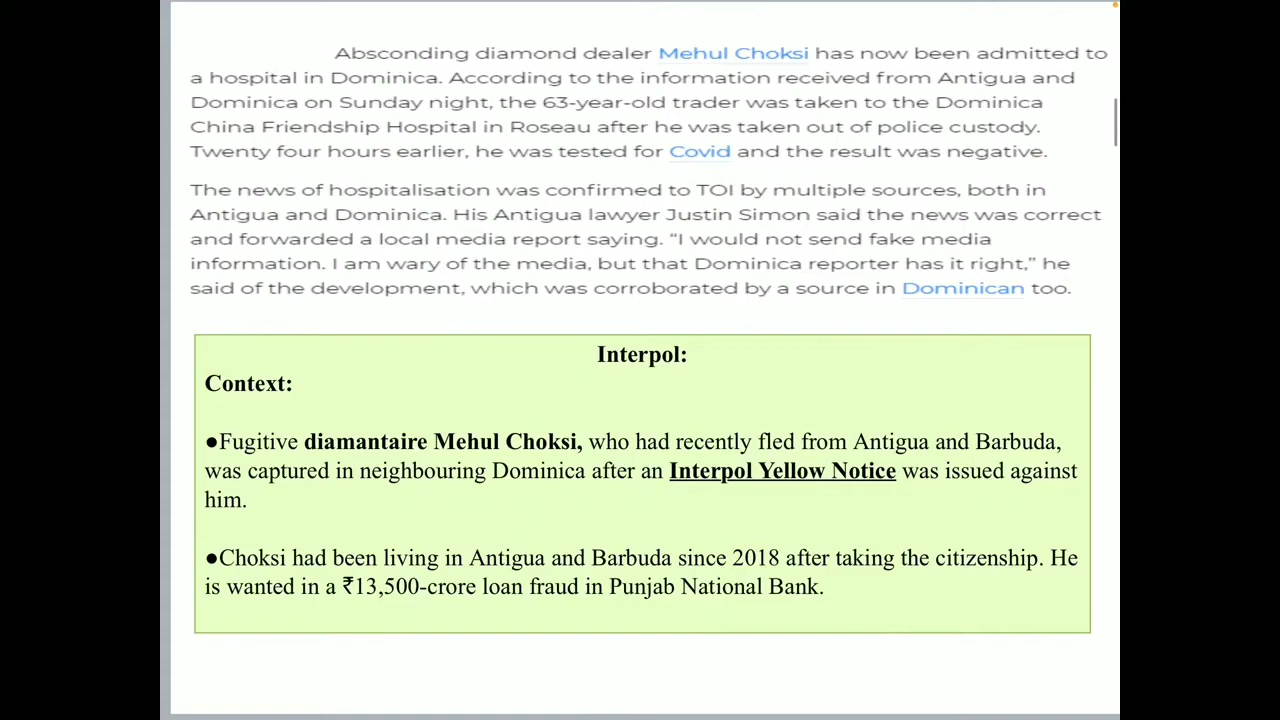 Absconding diamond dealer Mehul Choksi has now been admitted to
a hospital in Dominica. According to the information received from Antigua and
Dominica on Sunday night, the 63-year-old trader was taken to the Dominica
China Friendship Hospital in Roseau after he was taken out of police custody.
Twenty four hours earlier, he was tested for Covid and the result was negative.
The news of hospitalisation was confirmed to TOI by multiple sources, both in
Antigua and Dominica. His Antigua lawyer Justin Simon said the news was correct
and forwarded a local media report saying. “I would not send fake media
information. I am wary of the media, but that Dominica reporter has it right,” he
said of the development, which was corroborated by a source in Dominican too.
Interpol:
Context:
●Fugitive diamantaire Mehul Choksi, who had recently fled from Antigua and Barbuda,
was captured in neighbouring Dominica after an Interpol Yellow Notice was issued against
him.
●Choksi had been living in Antigua and Barbuda since 2018 after taking the citizenship. He
is wanted in a ₹13,500-crore loan fraud in Punjab National Bank.